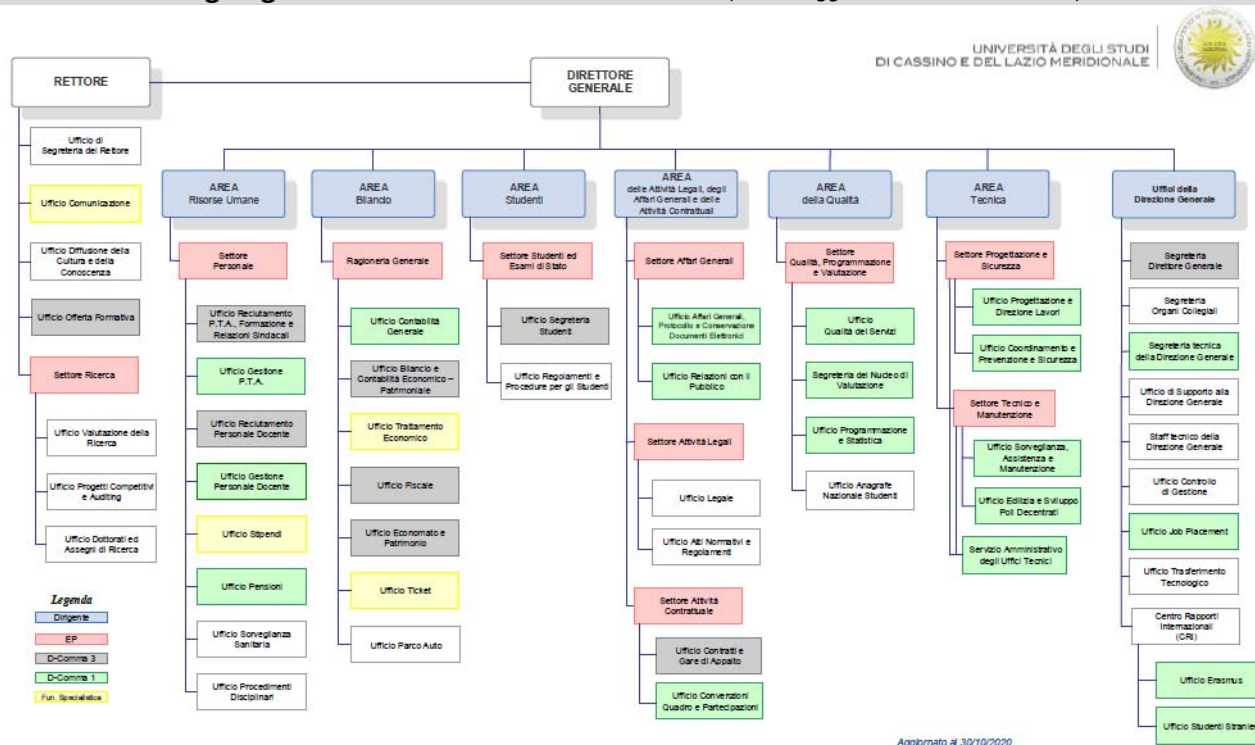 UNIVERSITÀ DEGLI STUDI
DI CASSINO E DEL LAZIO MERIDIONALE
RETTORE
DIRETTORE
GENERALE
Ufficio di
Segreteria del Rettore
Ufficio Comunicazione
Ufficio Diffusione della
Cultura e della
Conoscenza
Ufficio Offerta Formativa
Settore Ricerca
Ufficio Valutazione della
Ricerca
Ufficio Progetti Competitivi
e Auditing
Ufficio Dottorati ed
Assegni di Ricerca
AREA
Risorse Umane
Settore
Personale
Ufficio Reclutamento
P.T.A., Formazione e
Relazioni Sindacali
Ufficio Gestione
P.T.A.
Ufficio Reclutamento
Personale Docente
Ufficio Gestione
Personale Docente
Ufficio Stipendi
Ufficio Pensioni
Ufficio Sorveglianza
Sanitaria
Ufficio Procedimenti
Disciplinari
AREA
Bilancio
Ragioneria Generale
Ufficio Contabilità
Generale
Ufficio Bilancio e
Contabilità Economico –
Patrimoniale
Ufficio Trattamento
Economico
Ufficio Fiscale
Ufficio Economato e
Patrimonio
Ufficio Ticket
Ufficio Parco Auto
AREA
Studenti
Settore Studenti ed
Esami di Stato
Ufficio Segreteria
Studenti
Ufficio Regolamenti e
Procedure per gli Studenti
AREA
delle Attività Legali, degli
Affari Generali e delle
Attività Contrattuali
Settore Affari Generali
Ufficio Affari Generali,
Protocollo e Conservazione
Documenti Elettronici
Ufficio Relazioni con il
Pubblico
Settore Attività Legali
Ufficio Legale
Ufficio Atti Normativi e
Regolamenti
Settore Attività
Contrattuale
Ufficio Contratti e
Gare di Appalto
Ufficio Convenzioni
Quadro e Partecipazioni
AREA
della Qualità
Settore
Qualità, Programmazione
e Valutazione
Ufficio
Qualità dei Servizi
Segreteria del Nucleo di
Valutazione
Ufficio Programmazione
e Statistica
Ufficio Anagrafe
Nazionale Studenti
AREA
Tecnica
Settore Progettazione e
Sicurezza
Ufficio Progettazione e
Direzione Lavori
Ufficio Coordinamento e
Prevenzione e Sicurezza
Settore Tecnico e
Manutenzione
Ufficio Sorveglianza,
Assistenza e
Manutenzione
Ufficio Edilizia e Sviluppo
Poli Decentrati
Servizio Amministrativo
degli Uffici Tecnici
Uffici della
Direzione Generale
Segreteria
Direttore Generale
Segreteria
Organi Collegiali
Segreteria tecnica
della Direzione Generale
Ufficio di Supporto alla
Direzione Generale
Staff tecnico della
Direzione Generale
Ufficio Controllo
di Gestione
Ufficio Job Placement
Ufficio Trasferimento
Tecnologico
Centro Rapporti
Internazionali
(CRI)
Ufficio Erasmus
Ufficio Studenti Stranieri
Legenda
Dirigente
EP
D-Comma 3
D-Comma 1
Fun. Specialistica
Aggiornato al 30/10/2020